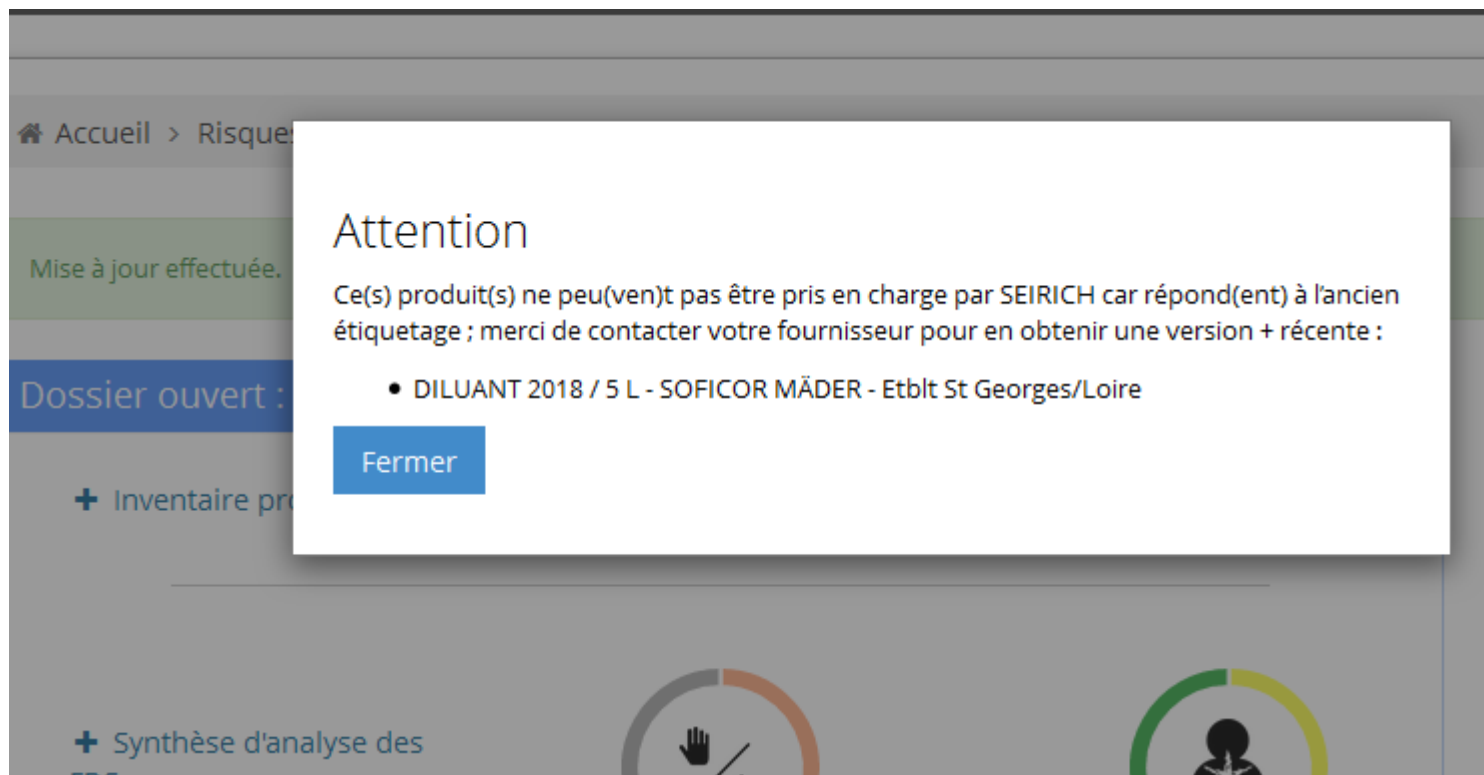 Accueil > Risques
Attention
Mise à jour effectuée.
Ce(s) produit(s) ne peu(ven)t pas être pris en charge par SEIRICH car répond(ent) à l'ancien
étiquetage ; merci de contacter votre fournisseur pour en obtenir une version + récente :
Dossier ouvert :
• DILUANT 2018 / 5 L - SOFICOR MÄDER - Etblt St Georges/Loire
Fermer
+ Inventaire pro
+ Synthèse d'analyse des